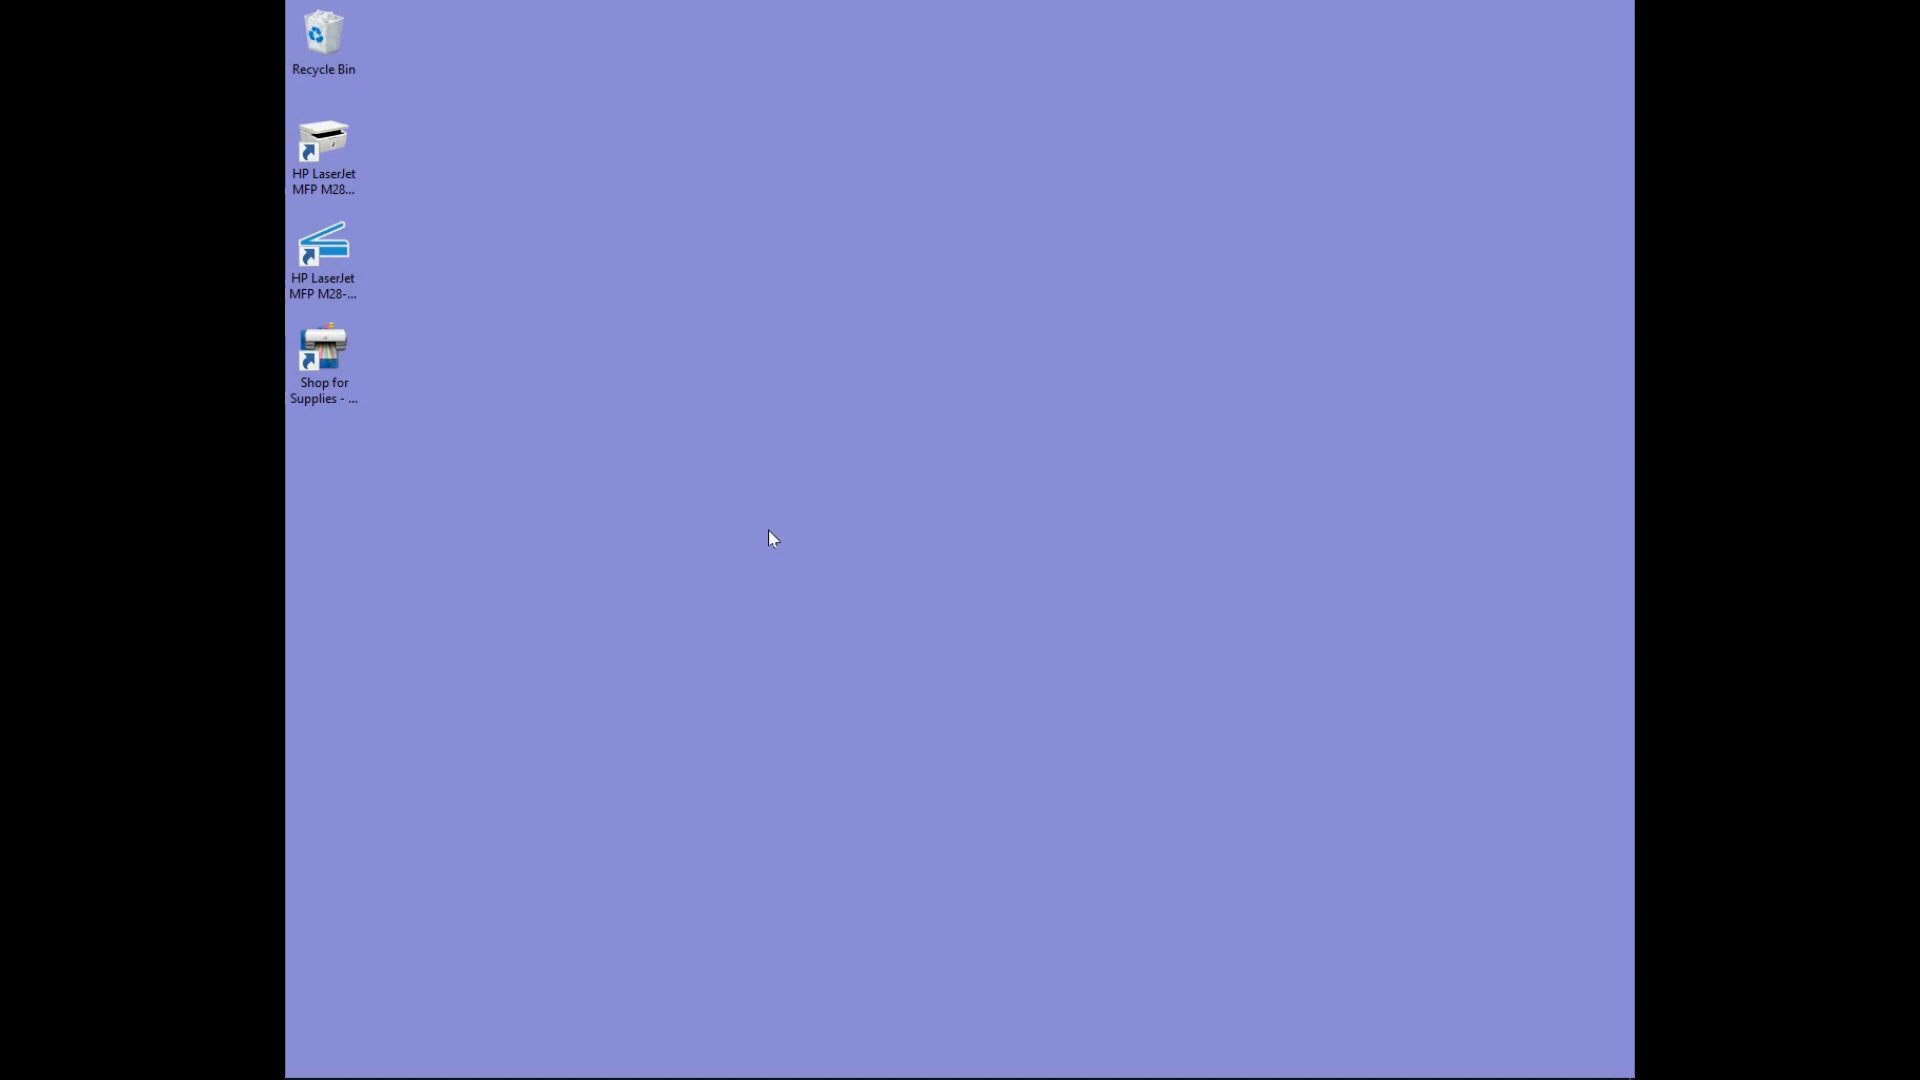 Recycle Bin
HP LaserJet
MFP M28...
HP LaserJet
MFP M28-...
Shop for
Supplies - ...